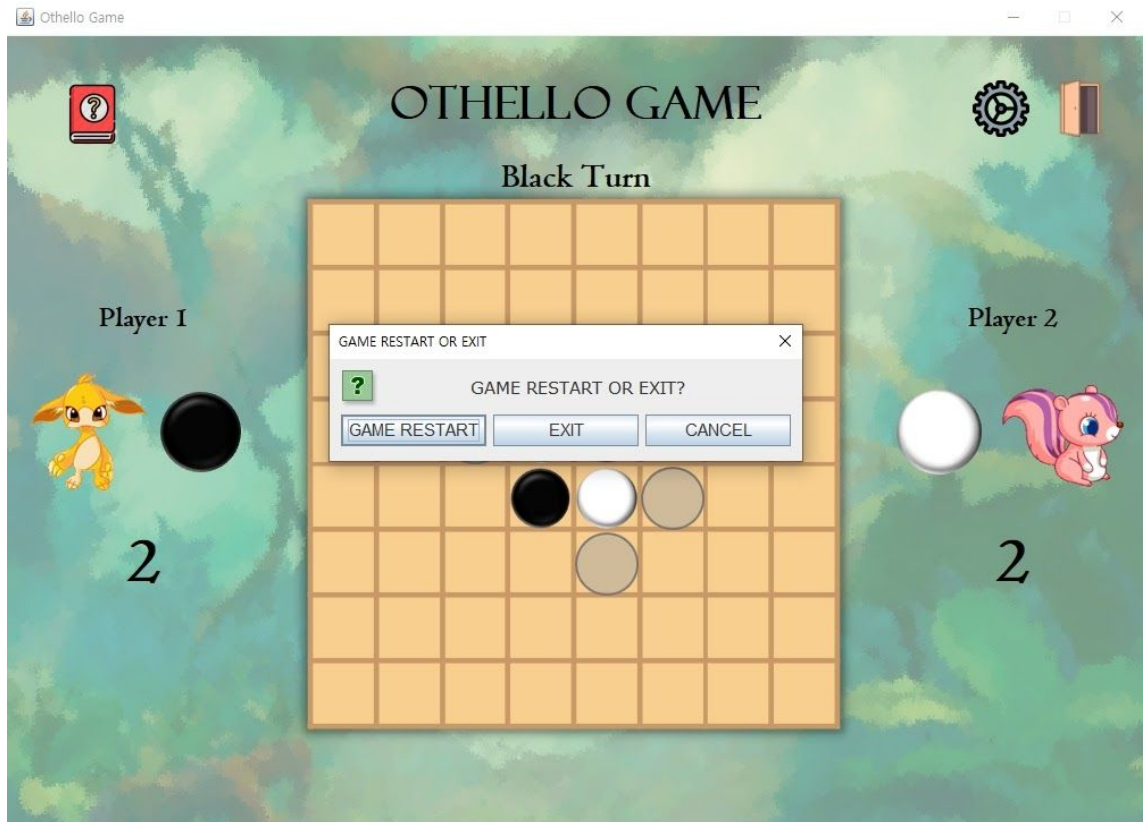 Othello Game
?
OTHELLO GAME
Black Turn
Player 1
Player 2
GAME RESTART OR EXIT
?
GAME RESTART OR EXIT?
GAME RESTART
EXIT
CANCEL
2
2